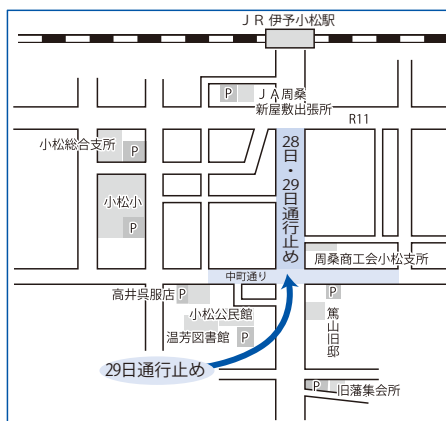 ＪＲ 伊予小松駅
P
ＪＡ周桑
新屋敷出張所
R11
小松総合支所
P
28日・29日通行止め
小松小
P
周桑商工会小松支所
中町通り
高井呉服店
P
P
小松公民館
篤山旧邸
温芳図書館
P
29日通行止め
P
旧藩集会所